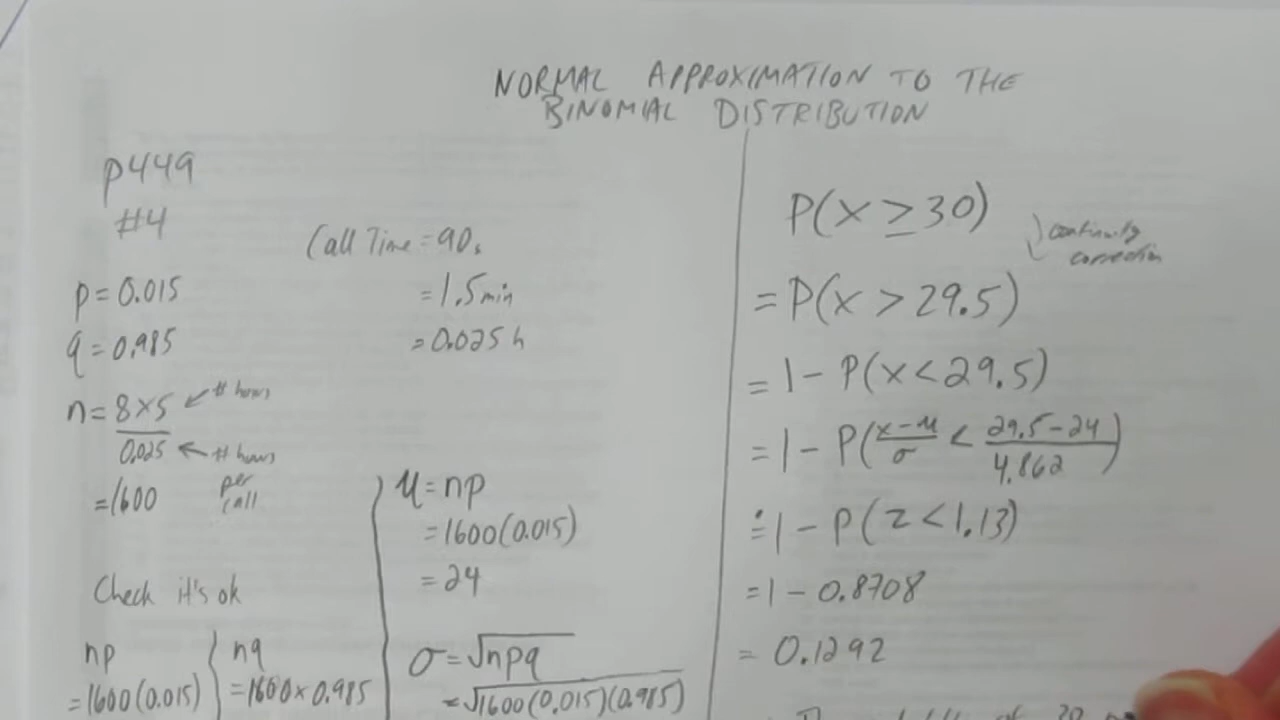 NORMAL APPROXIMATION TO THE
BINOMIAL DISTRIBUTION
p449
#4
Call Time = 90s
= 1.5 min
= 0.025 h
p = 0.015
q = 0.985
n = 8×5 ← # hours
0.025 ← # hours
per
call
= 1600
Check it's ok
np
= 1600(0.015)
nq
= 1600×0.985
μ = np
= 1600(0.015)
= 24
σ = √npq
= √1600(0.015)(0.985)
P(x ≥ 30)
continuity
correction
= P(x > 29.5)
= 1 - P(x < 29.5)
= 1 - P(x-μ/σ < 29.5-24/4.862)
≐ 1 - P(z < 1.13)
= 1 - 0.8708
= 0.1292